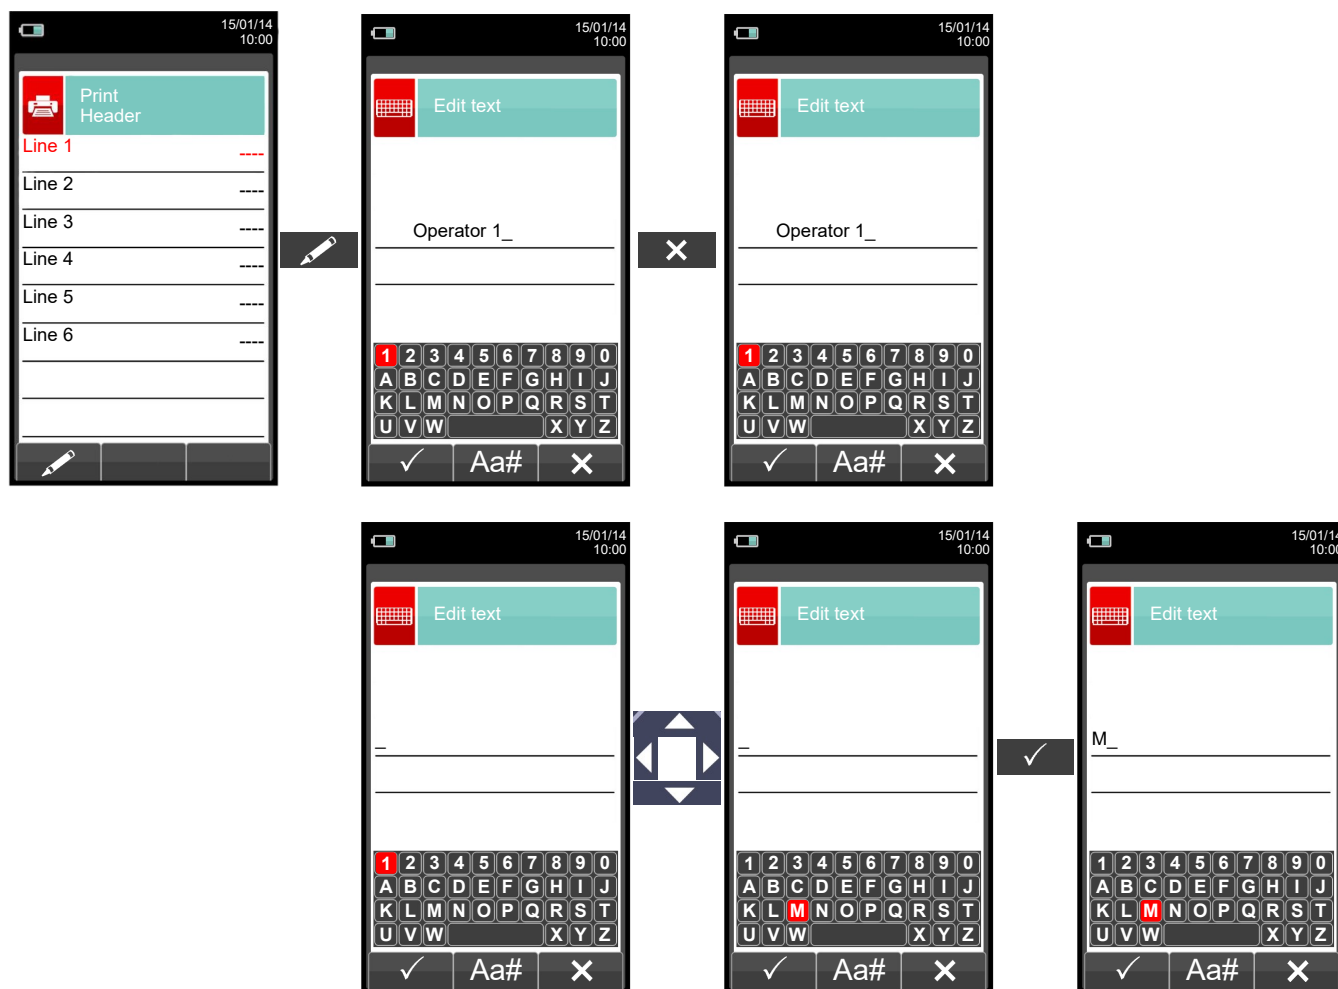 15/01/14
10:00
Print
Header
Line 1 ----
Line 2 ----
Line 3 ----
Line 4 ----
Line 5 ----
Line 6 ----
15/01/14
10:00
Edit text
Operator 1_
1 2 3 4 5 6 7 8 9 0
A B C D E F G H I J
K L M N O P Q R S T
U V W X Y Z
Aa#
15/01/14
10:00
Edit text
Operator 1_
1 2 3 4 5 6 7 8 9 0
A B C D E F G H I J
K L M N O P Q R S T
U V W X Y Z
Aa#
15/01/14
10:00
Edit text
_
1 2 3 4 5 6 7 8 9 0
A B C D E F G H I J
K L M N O P Q R S T
U V W X Y Z
Aa#
15/01/14
10:00
Edit text
_
1 2 3 4 5 6 7 8 9 0
A B C D E F G H I J
K L M N O P Q R S T
U V W X Y Z
Aa#
15/01/14
10:00
Edit text
M_
1 2 3 4 5 6 7 8 9 0
A B C D E F G H I J
K L M N O P Q R S T
U V W X Y Z
Aa#